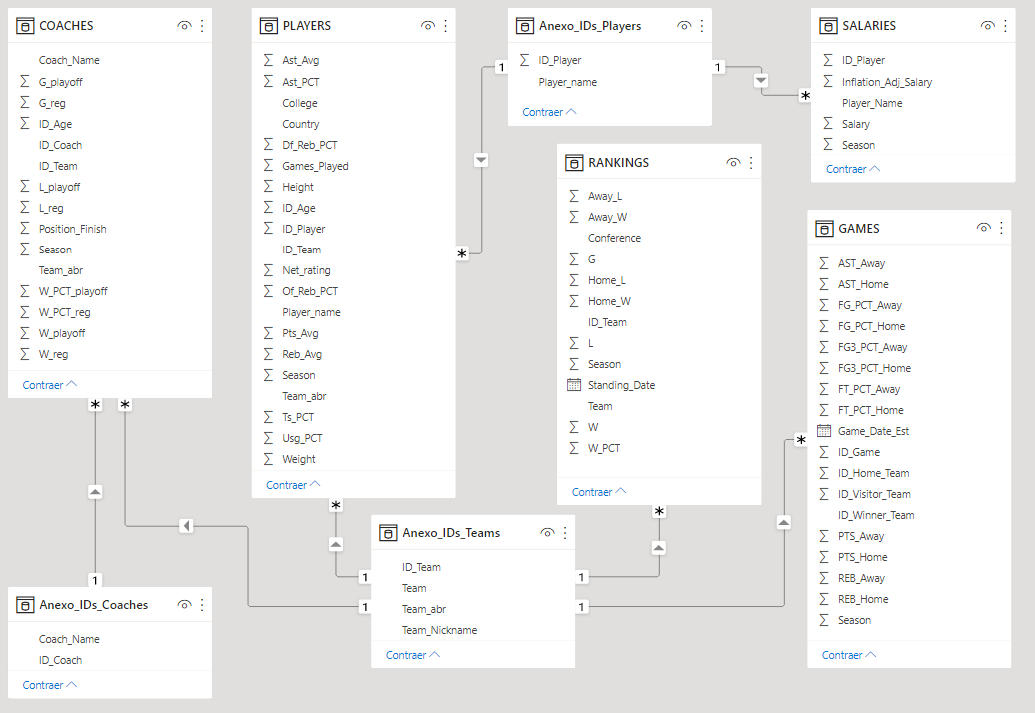 COACHES
Coach_Name
G_playoff
G_reg
ID_Age
ID_Coach
ID_Team
L_playoff
L_reg
Position_Finish
Season
Team_abr
W_PCT_playoff
W_PCT_reg
W_playoff
W_reg
Contraer
PLAYERS
Ast_Avg
Ast_PCT
College
Country
Df_Reb_PCT
Games_Played
Height
ID_Age
ID_Player
ID_Team
Net_rating
Of_Reb_PCT
Player_name
Pts_Avg
Reb_Avg
Season
Team_abr
Ts_PCT
Usg_PCT
Weight
Contraer
Anexo_IDs_Players
ID_Player
Player_name
Contraer
SALARIES
ID_Player
Inflation_Adj_Salary
Player_Name
Salary
Season
Contraer
RANKINGS
Away_L
Away_W
Conference
G
Home_L
Home_W
ID_Team
L
Season
Standing_Date
Team
W
W_PCT
Contraer
GAMES
AST_Away
AST_Home
FG_PCT_Away
FG_PCT_Home
FG3_PCT_Away
FG3_PCT_Home
FT_PCT_Away
FT_PCT_Home
Game_Date_Est
ID_Game
ID_Home_Team
ID_Visitor_Team
ID_Winner_Team
PTS_Away
PTS_Home
REB_Away
REB_Home
Season
Contraer
Anexo_IDs_Teams
ID_Team
Team
Team_abr
Team_Nickname
Contraer
Anexo_IDs_Coaches
Coach_Name
ID_Coach
Contraer
1
1
*
*
*
*
*
*
*
1
1
1
1
1